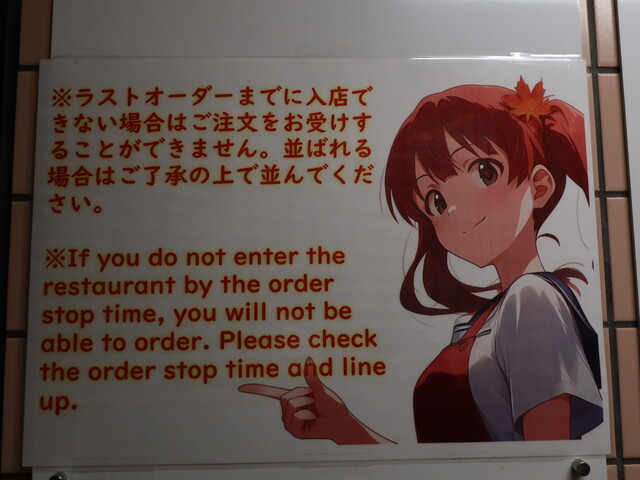 ※ラストオーダーまでに入店で
きない場合はご注文をお受けす
ることができません。並ばれる
場合はご了承の上で並んでくだ
さい。
※If you do not enter the
restaurant by the order
stop time, you will not be
able to order. Please check
the order stop time and line
up.